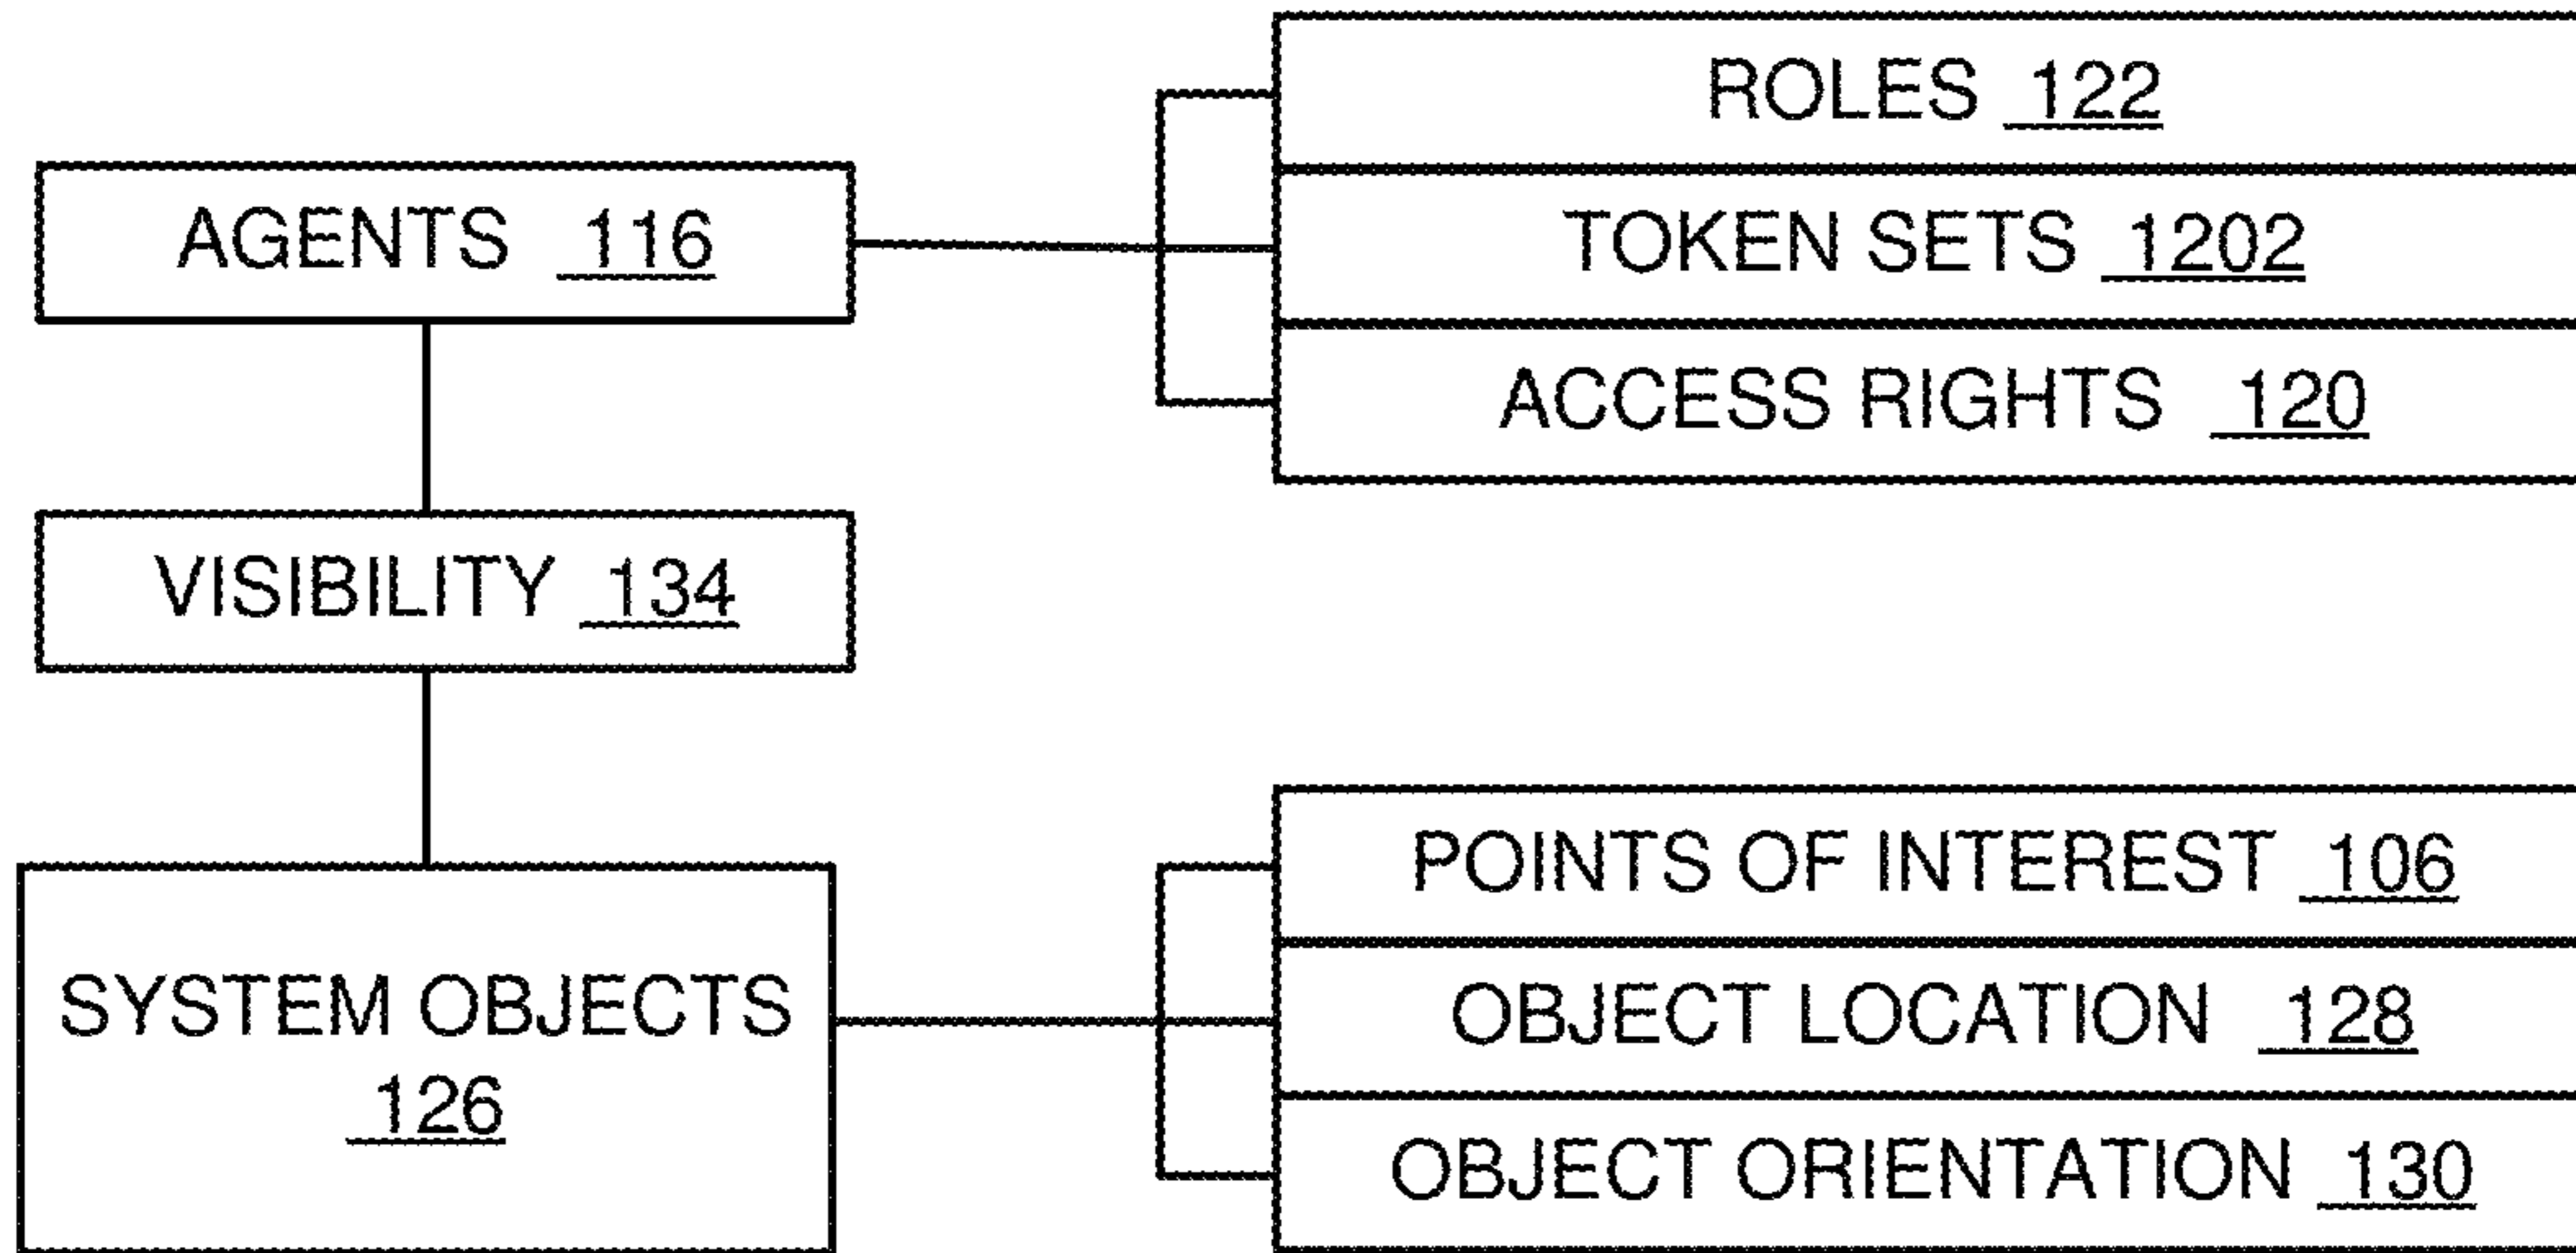 ROLES 122
AGENTS 116
TOKEN SETS 1202
ACCESS RIGHTS 120
VISIBILITY 134
POINTS OF INTEREST 106
SYSTEM OBJECTS
126
OBJECT LOCATION 128
OBJECT ORIENTATION 130